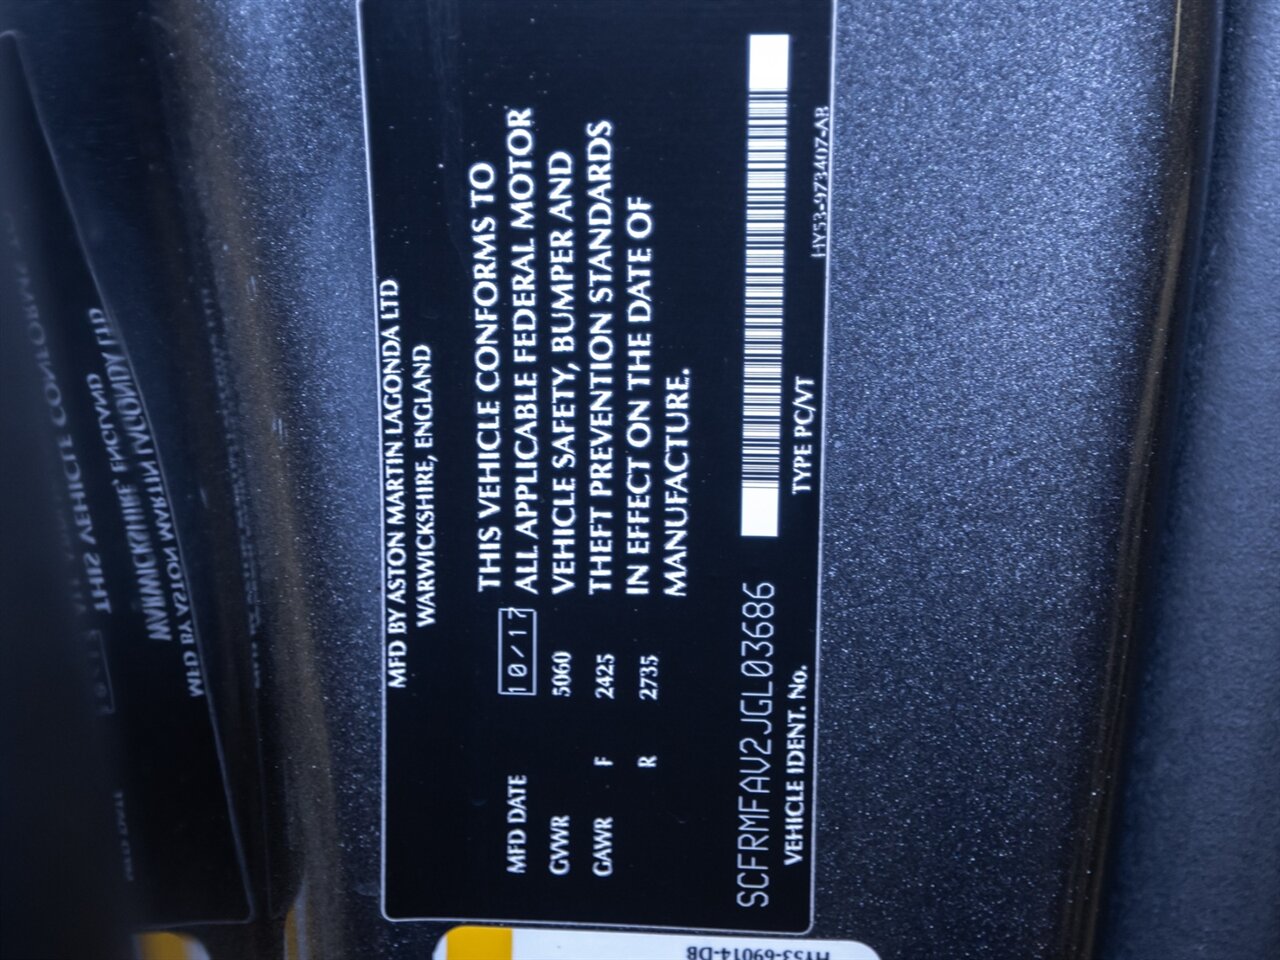 MFD BY ASTON MARTIN LAGONDA LTD
WARWICKSHIRE, ENGLAND
THIS VEHICLE CONFORMS TO
MFD DATE 10/17 ALL APPLICABLE FEDERAL MOTOR
GVWR 5060 VEHICLE SAFETY, BUMPER AND
GAWR F 2425 THEFT PREVENTION STANDARDS
R 2735 IN EFFECT ON THE DATE OF
MANUFACTURE.
SCFRMFAV2JGL03686
VEHICLE IDENT. No. TYPE PC/VT HY53-973407-AB
HY53-69014-DB